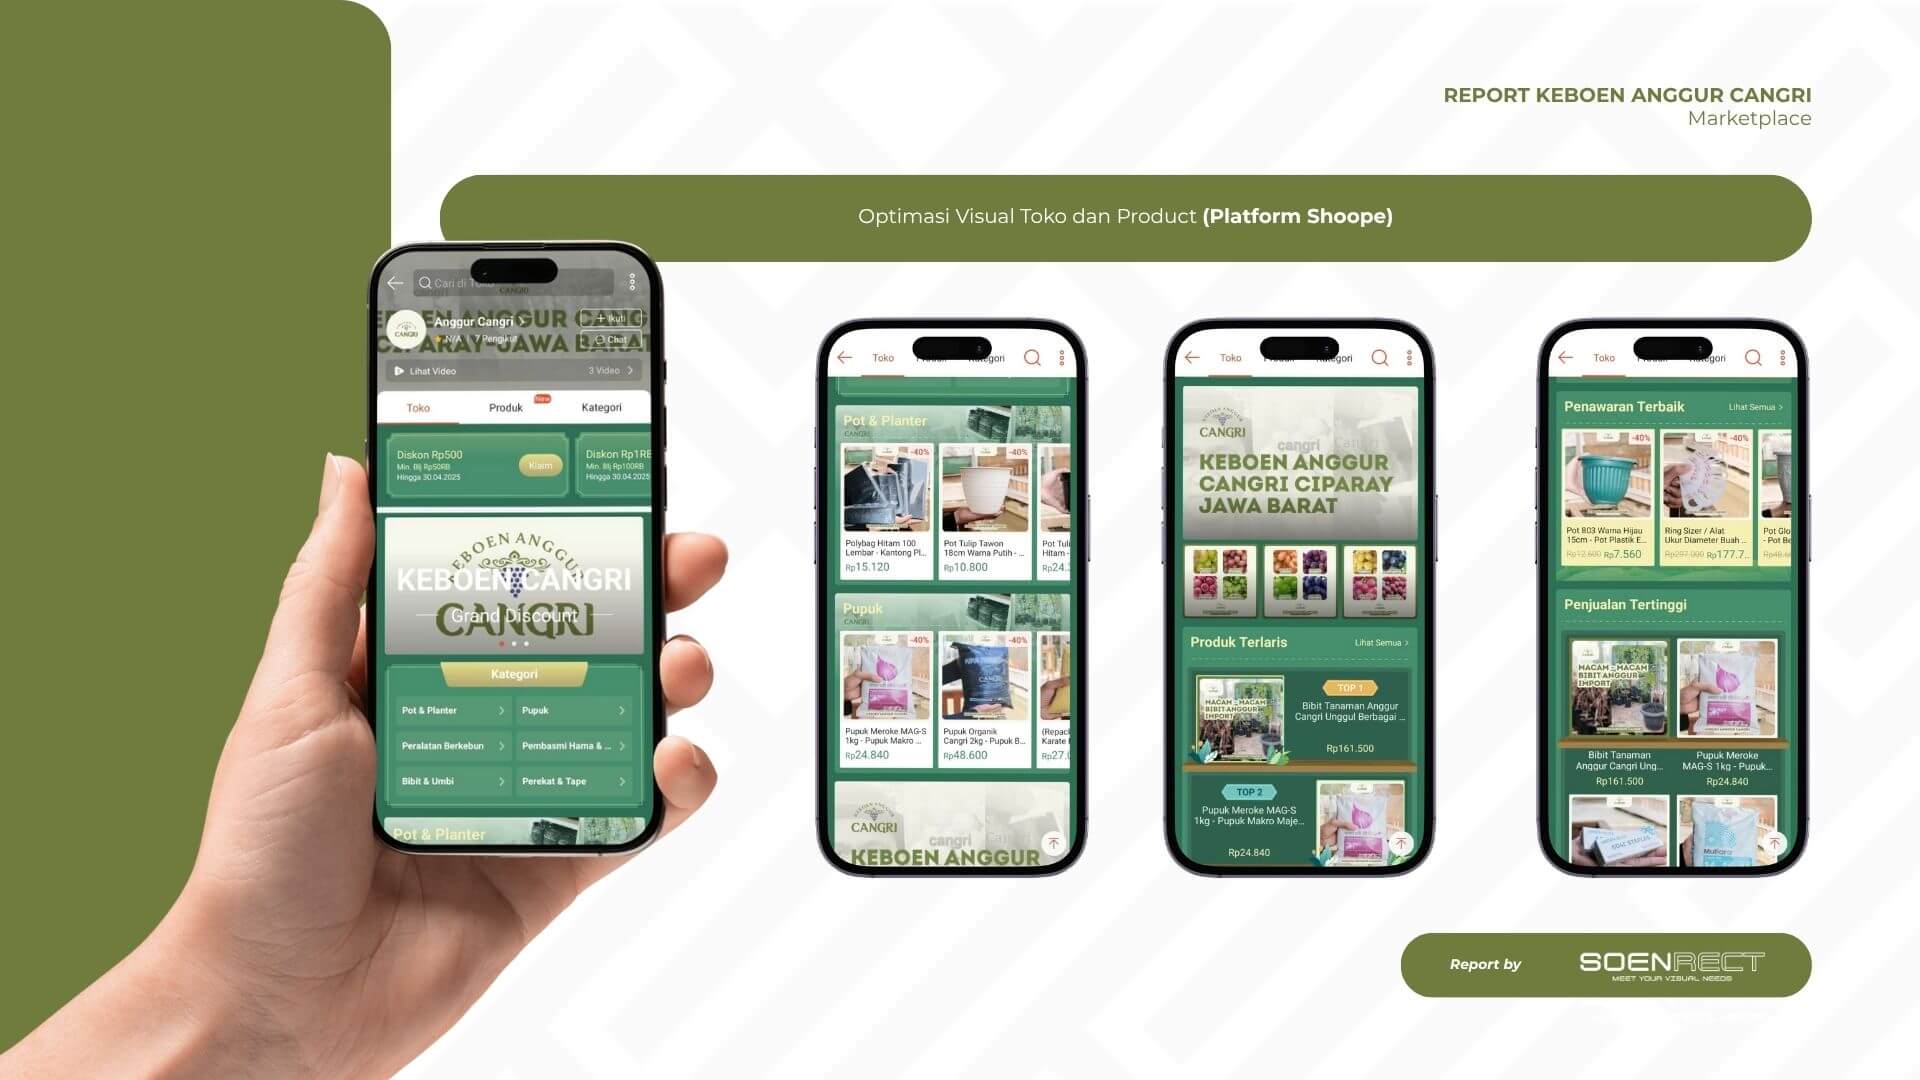 REPORT KEBOEN ANGGUR CANGRI
Marketplace
Optimasi Visual Toko dan Product (Platform Shoope)
Cari di Toko
CANGRI
KEBOEN ANGGUR CANGRI
CIPARAY JAWA BARAT
CANGRI
Anggur Cangri >
N/A | 7 Pengikut
+ Ikuti
Chat
Lihat Video
3 Video >
Toko
Produk
New
Kategori
Diskon Rp500
Min. Blj Rp50RB
Hingga 30.04.2025
Klaim
Diskon Rp1RB
Min. Blj Rp100RB
Hingga 30.04.2025
KEBOEN ANGGUR
KEBOEN CANGRI
CANGRI
Grand Discount
Kategori
Pot & Planter >
Pupuk >
Peralatan Berkebun >
Pembasmi Hama & ... >
Bibit & Umbi >
Perekat & Tape >
Pot & Planter
Toko
Produk
Kategori
Pot & Planter
CANGRI
-40%
-40%
Polybag Hitam 100
Lembar - Kantong Pl...
Rp15.120
Pot Tulip Tawon
18cm Warna Putih - ...
Rp10.800
Pot Tuli
Hitam -
Rp24.
Pupuk
CANGRI
-40%
-40%
Pupuk Meroke MAG-S
1kg - Pupuk Makro ...
Rp24.840
Pupuk Organik
Cangri 2kg - Pupuk B...
Rp48.600
(Repack
Karate
Rp27.0
CANGRI
cangri
KEBOEN ANGGUR
Toko
Kategori
KEBOEN ANGGUR
CANGRI
cangri
Cangri
KEBOEN ANGGUR
CANGRI CIPARAY
JAWA BARAT
Produk Terlaris
Lihat Semua >
MACAM - MACAM
BIBIT ANGGUR
IMPORT
TOP 1
Bibit Tanaman Anggur
Cangri Unggul Berbagai ...
Rp161.500
TOP 2
Pupuk Meroke MAG-S
1kg - Pupuk Makro Maje...
Rp24.840
Toko
Kategori
Penawaran Terbaik
Lihat Semua >
-40%
-40%
Pot 803 Warna Hijau
15cm - Pot Plastik E...
Rp12.600 Rp7.560
Ring Sizer / Alat
Ukur Diameter Buah ...
Rp297.000 Rp177.7...
Pot Glo
- Pot Be
Penjualan Tertinggi
MACAM - MACAM
BIBIT ANGGUR
IMPORT
Bibit Tanaman
Anggur Cangri Ung...
Rp161.500
Pupuk Meroke
MAG-S 1kg - Pupuk...
Rp24.840
Mutiara
Report by
SOENRECT
MEET YOUR VISUAL NEEDS